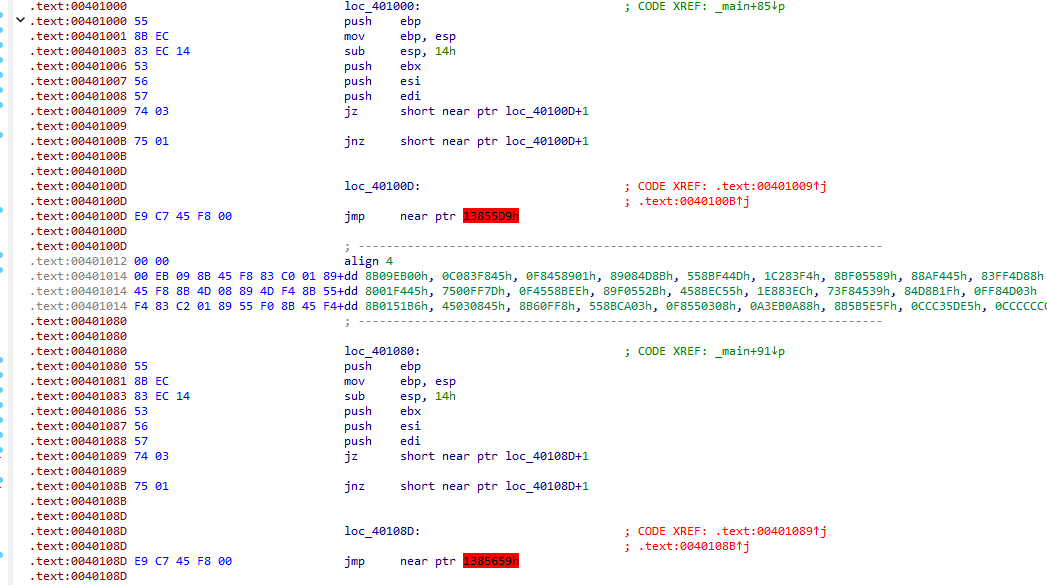 .text:00401000 loc_401000: ; CODE XREF: _main+85↓p
.text:00401000 55 push ebp
.text:00401001 8B EC mov ebp, esp
.text:00401003 83 EC 14 sub esp, 14h
.text:00401006 53 push ebx
.text:00401007 56 push esi
.text:00401008 57 push edi
.text:00401009 74 03 jz short near ptr loc_40100D+1
.text:00401009
.text:0040100B 75 01 jnz short near ptr loc_40100D+1
.text:0040100B
.text:0040100D
.text:0040100D loc_40100D: ; CODE XREF: .text:00401009↑j
.text:0040100D ; .text:0040100B↑j
.text:0040100D E9 C7 45 F8 00 jmp near ptr 13855D9h
.text:0040100D
.text:0040100D ; ---------------------------------------------------------------------------
.text:00401012 00 00 align 4
.text:00401014 00 EB 09 8B 45 F8 83 C0 01 89+dd 8B09EB00h, 0C083F845h, 0F8458901h, 89084D8Bh, 558BF44Dh, 1C283F4h, 8BF05589h, 88AF445h, 83FF4D88h
.text:00401014 45 F8 8B 4D 08 89 4D F4 8B 55+dd 8001F445h, 7500FF7Dh, 0F4558BEEh, 89F0552Bh, 458BEC55h, 1E883ECh, 73F84539h, 84D8B1Fh, 0FF84D03h
.text:00401014 F4 83 C2 01 89 55 F0 8B 45 F4+dd 8B0151B6h, 45030845h, 8B60FF8h, 558BCA03h, 0F8550308h, 0A3EB0A88h, 8B5B5E5Fh, 0CCC35DE5h, 0CCCCCCC
.text:00401080 ; ---------------------------------------------------------------------------
.text:00401080
.text:00401080 loc_401080: ; CODE XREF: _main+91↓p
.text:00401080 55 push ebp
.text:00401081 8B EC mov ebp, esp
.text:00401083 83 EC 14 sub esp, 14h
.text:00401086 53 push ebx
.text:00401087 56 push esi
.text:00401088 57 push edi
.text:00401089 74 03 jz short near ptr loc_40108D+1
.text:00401089
.text:0040108B 75 01 jnz short near ptr loc_40108D+1
.text:0040108B
.text:0040108D
.text:0040108D loc_40108D: ; CODE XREF: .text:00401089↑j
.text:0040108D ; .text:0040108B↑j
.text:0040108D E9 C7 45 F8 00 jmp near ptr 1385659h
.text:0040108D